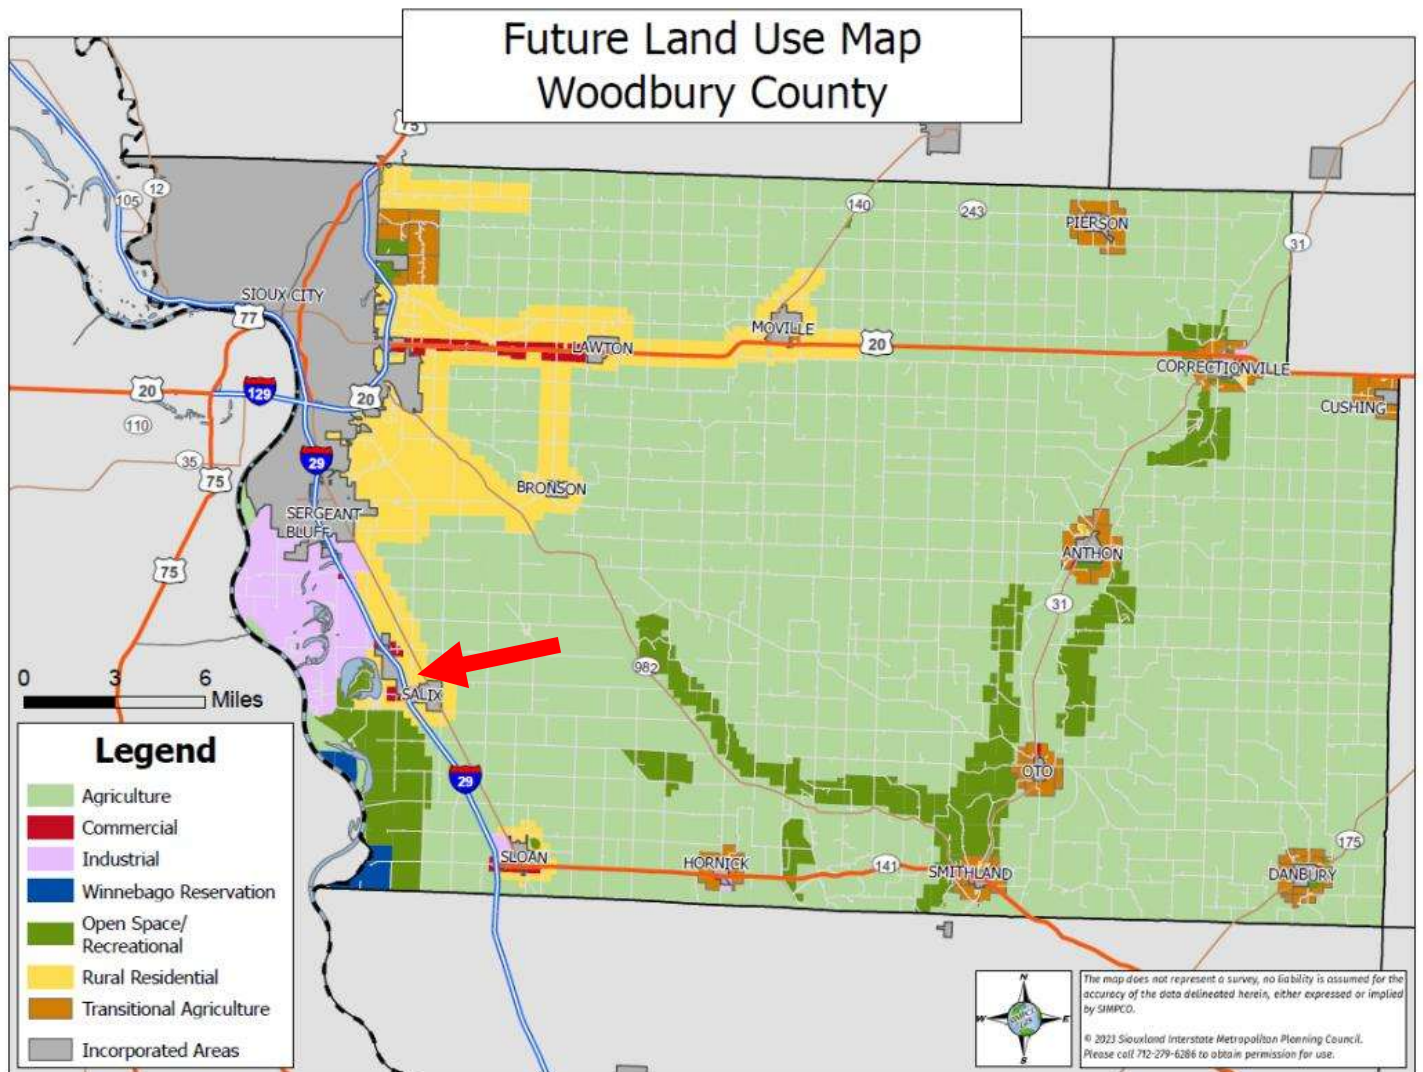 Future Land Use Map
Woodbury County
75
12
105
140
243
PIERSON
31
SIOUX CITY
77
MOVILLE
LAWTON
20
CORRECTIONVILLE
20
129
20
20
CUSHING
110
35
29
75
BRONSON
SERGEANT
BLUFF
ANTHON
75
31
982
0 3 6
Miles
SALIX
29
OTO
SLOAN
HORNICK
141
SMITHLAND
175
DANBURY
Legend
Agriculture
Commercial
Industrial
Winnebago Reservation
Open Space/
Recreational
Rural Residential
Transitional Agriculture
Incorporated Areas
N
W E
S
SIMPCO
GIS
The map does not represent a survey, no liability is assumed for the
accuracy of the data delineated herein, either expressed or implied
by SIMPCO.
© 2023 Siouxland Interstate Metropolitan Planning Council.
Please call 712-279-6286 to obtain permission for use.